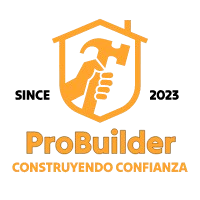 SINCE 2023
ProBuilder
CONSTRUYENDO CONFIANZA